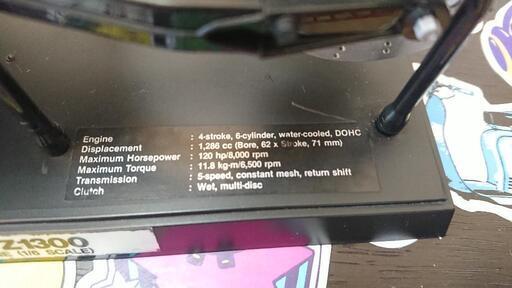 Engine : 4-stroke, 6-cylinder, water-cooled, DOHC
Displacement : 1,286 cc (Bore, 62 x Stroke, 71 mm)
Maximum Horsepower : 120 hp/8,000 rpm
Maximum Torque : 11.8 kg-m/6,500 rpm
Transmission : 5-speed, constant mesh, return shift
Clutch : Wet, multi-disc
Z1300
(1/6 SCALE)